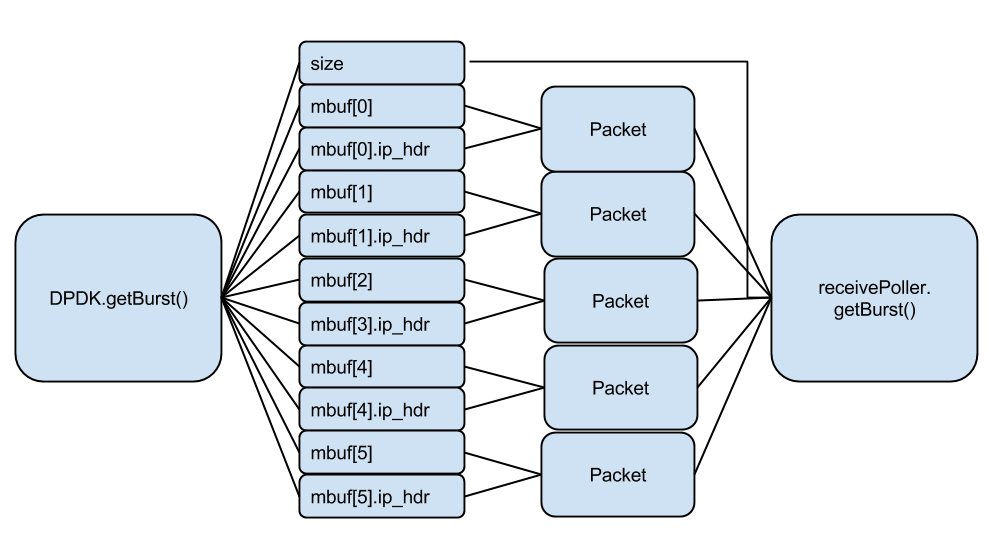 DPDK.getBurst()
size
mbuf[0]
mbuf[0].ip_hdr
mbuf[1]
mbuf[1].ip_hdr
mbuf[2]
mbuf[3].ip_hdr
mbuf[4]
mbuf[4].ip_hdr
mbuf[5]
mbuf[5].ip_hdr
Packet
Packet
Packet
Packet
Packet
receivePoller.
getBurst()